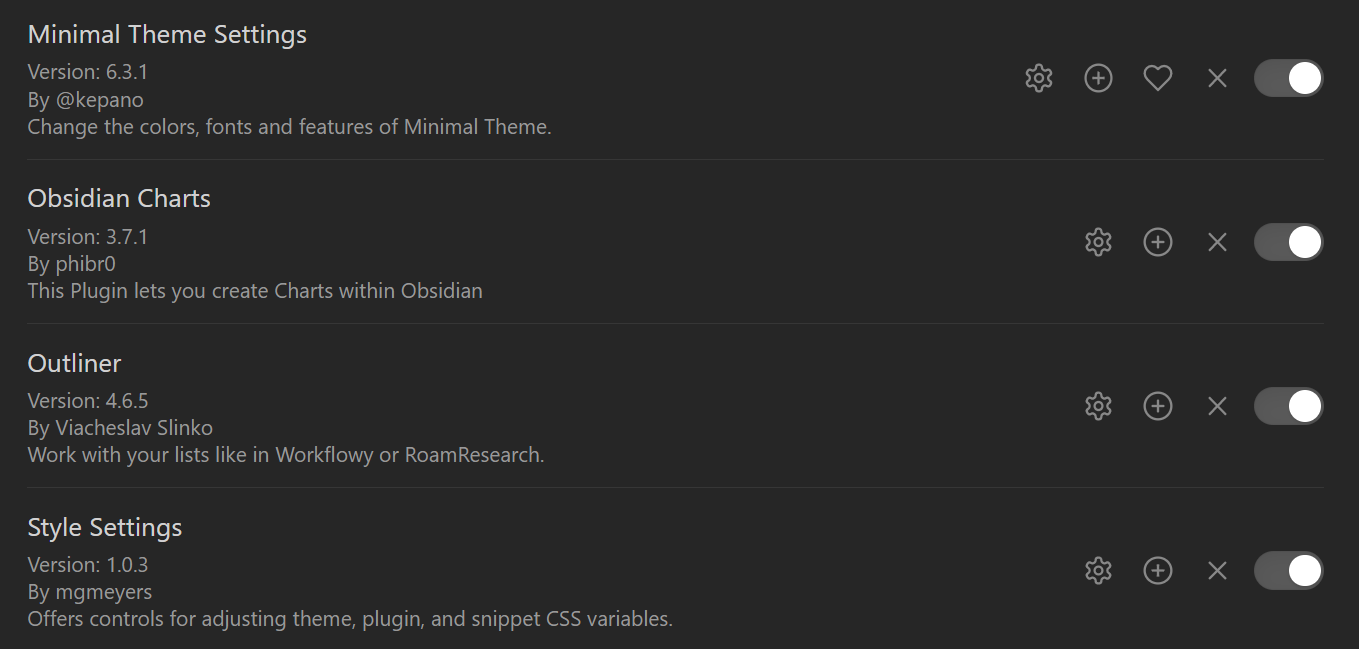 Minimal Theme Settings
Version: 6.3.1
By @kepano
Change the colors, fonts and features of Minimal Theme.
Obsidian Charts
Version: 3.7.1
By phibr0
This Plugin lets you create Charts within Obsidian
Outliner
Version: 4.6.5
By Viacheslav Slinko
Work with your lists like in Workflowy or RoamResearch.
Style Settings
Version: 1.0.3
By mgmeyers
Offers controls for adjusting theme, plugin, and snippet CSS variables.